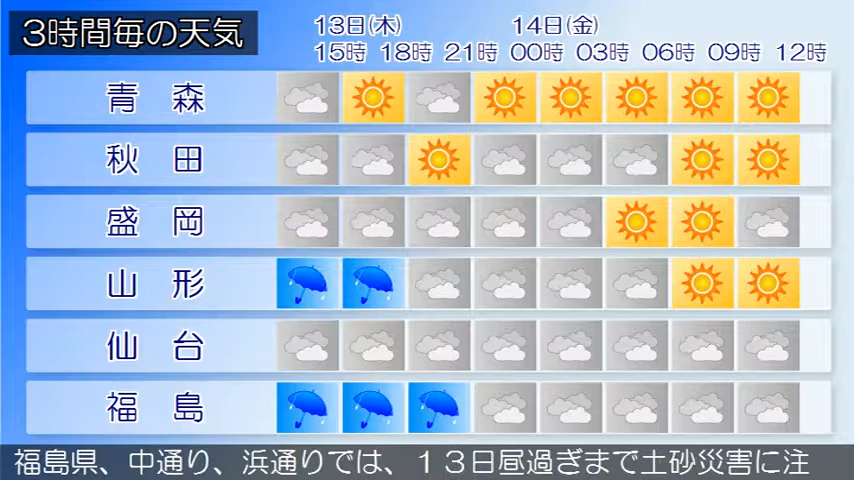 3時間毎の天気
13日(木) 14日(金)
15時 18時 21時 00時 03時 06時 09時 12時
青森
秋田
盛岡
山形
仙台
福島
福島県、中通り、浜通りでは、１３日昼過ぎまで土砂災害に注